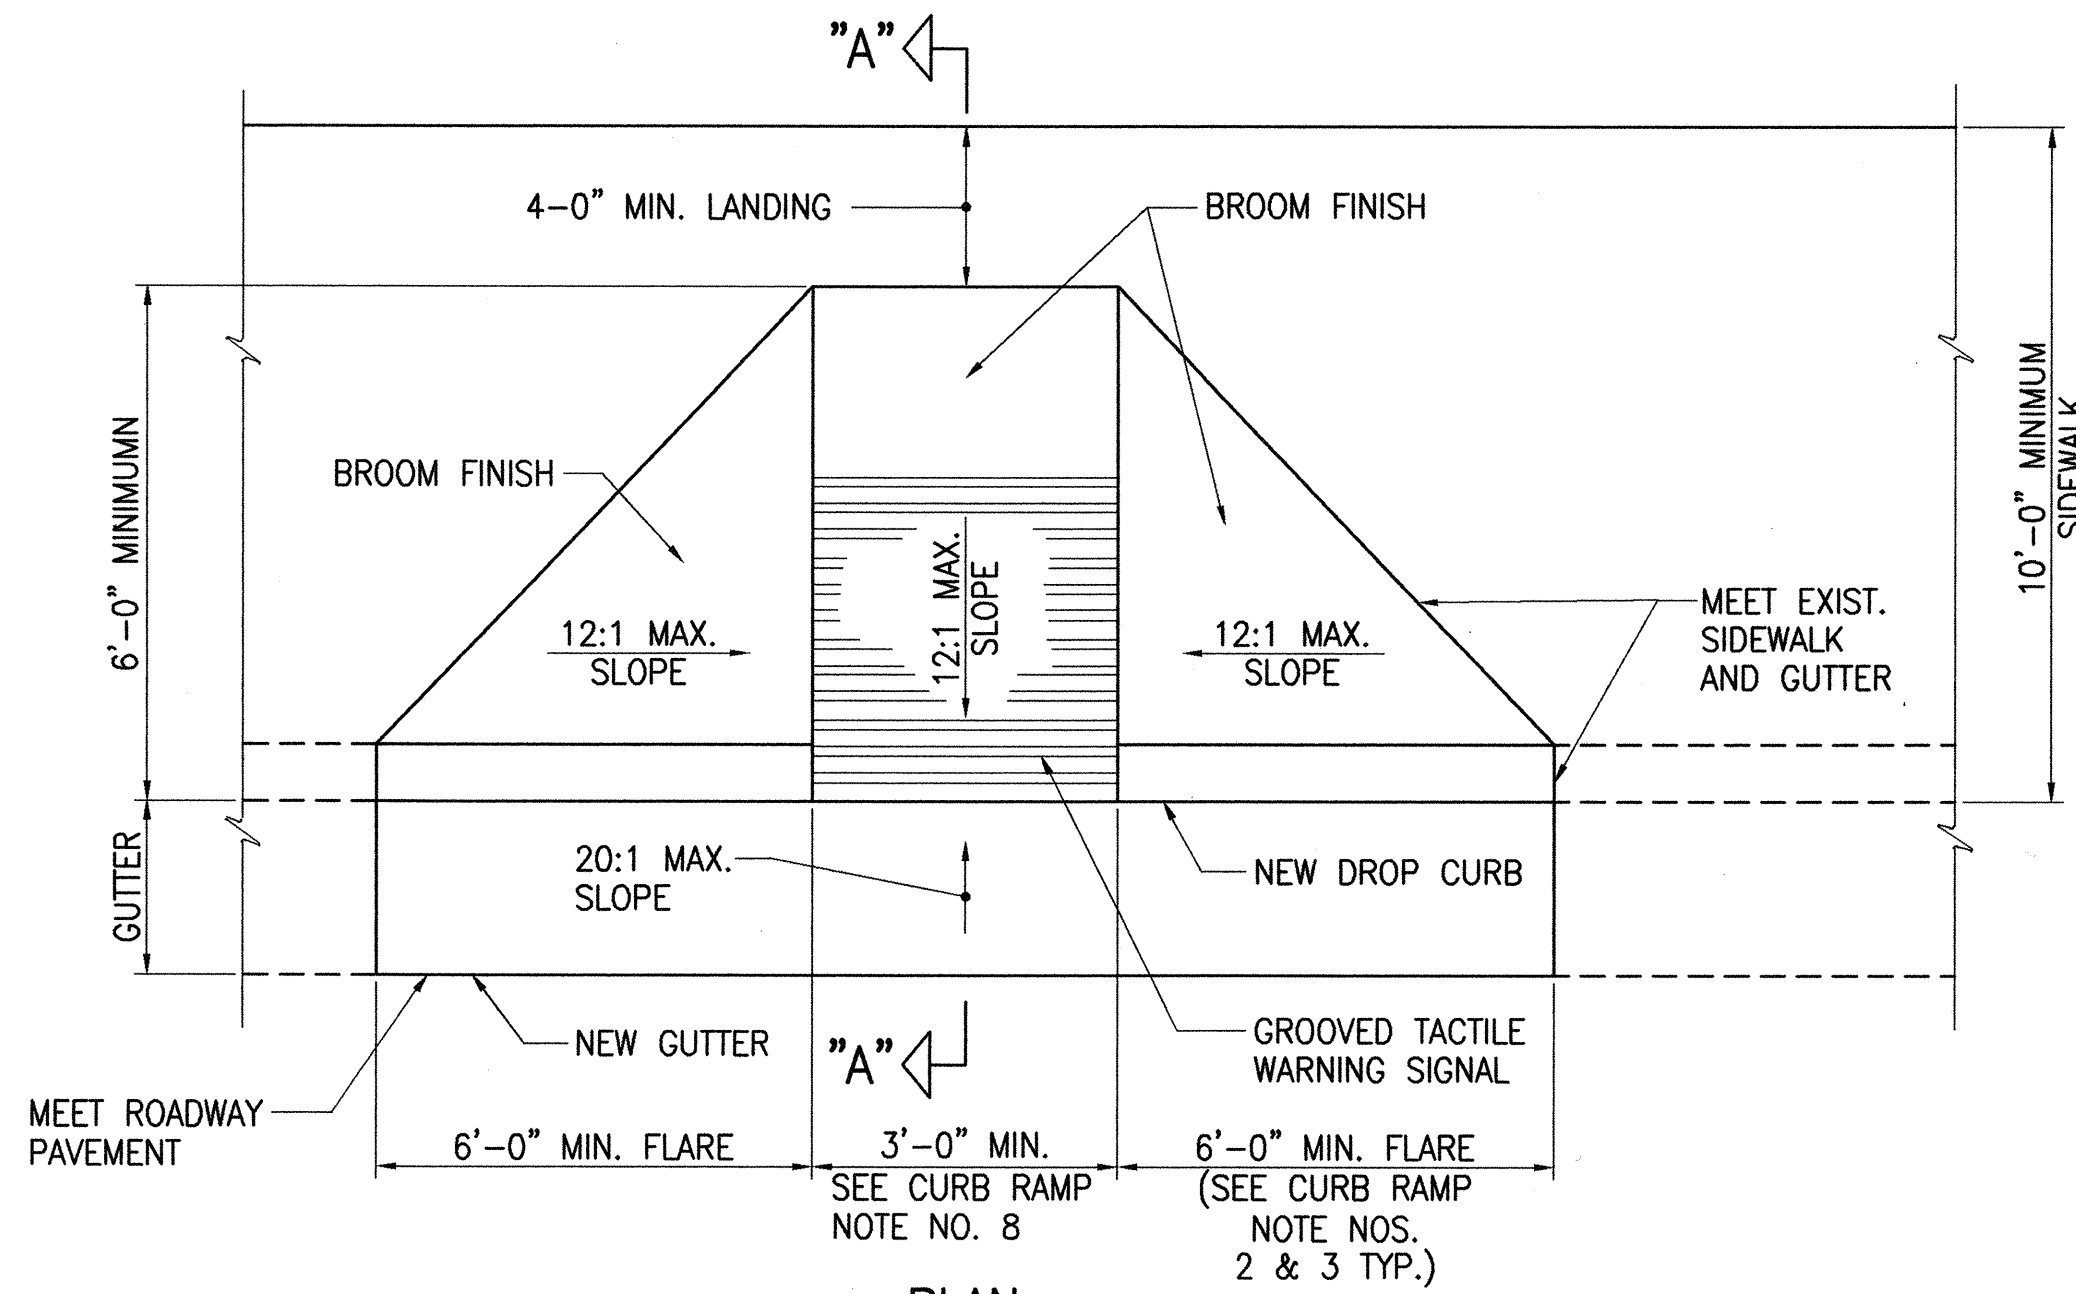 "A"
4-0" MIN. LANDING
BROOM FINISH
10'-0" MINIMUM
SIDEWALK
6'-0" MINIMUMN
BROOM FINISH
12:1 MAX.
SLOPE
12:1 MAX.
SLOPE
12:1 MAX.
SLOPE
MEET EXIST.
SIDEWALK
AND GUTTER
GUTTER
20:1 MAX.
SLOPE
NEW DROP CURB
NEW GUTTER
"A"
GROOVED TACTILE
WARNING SIGNAL
MEET ROADWAY
PAVEMENT
6'-0" MIN. FLARE
3'-0" MIN.
SEE CURB RAMP
NOTE NO. 8
6'-0" MIN. FLARE
(SEE CURB RAMP
NOTE NOS.
2 & 3 TYP.)
PLAN